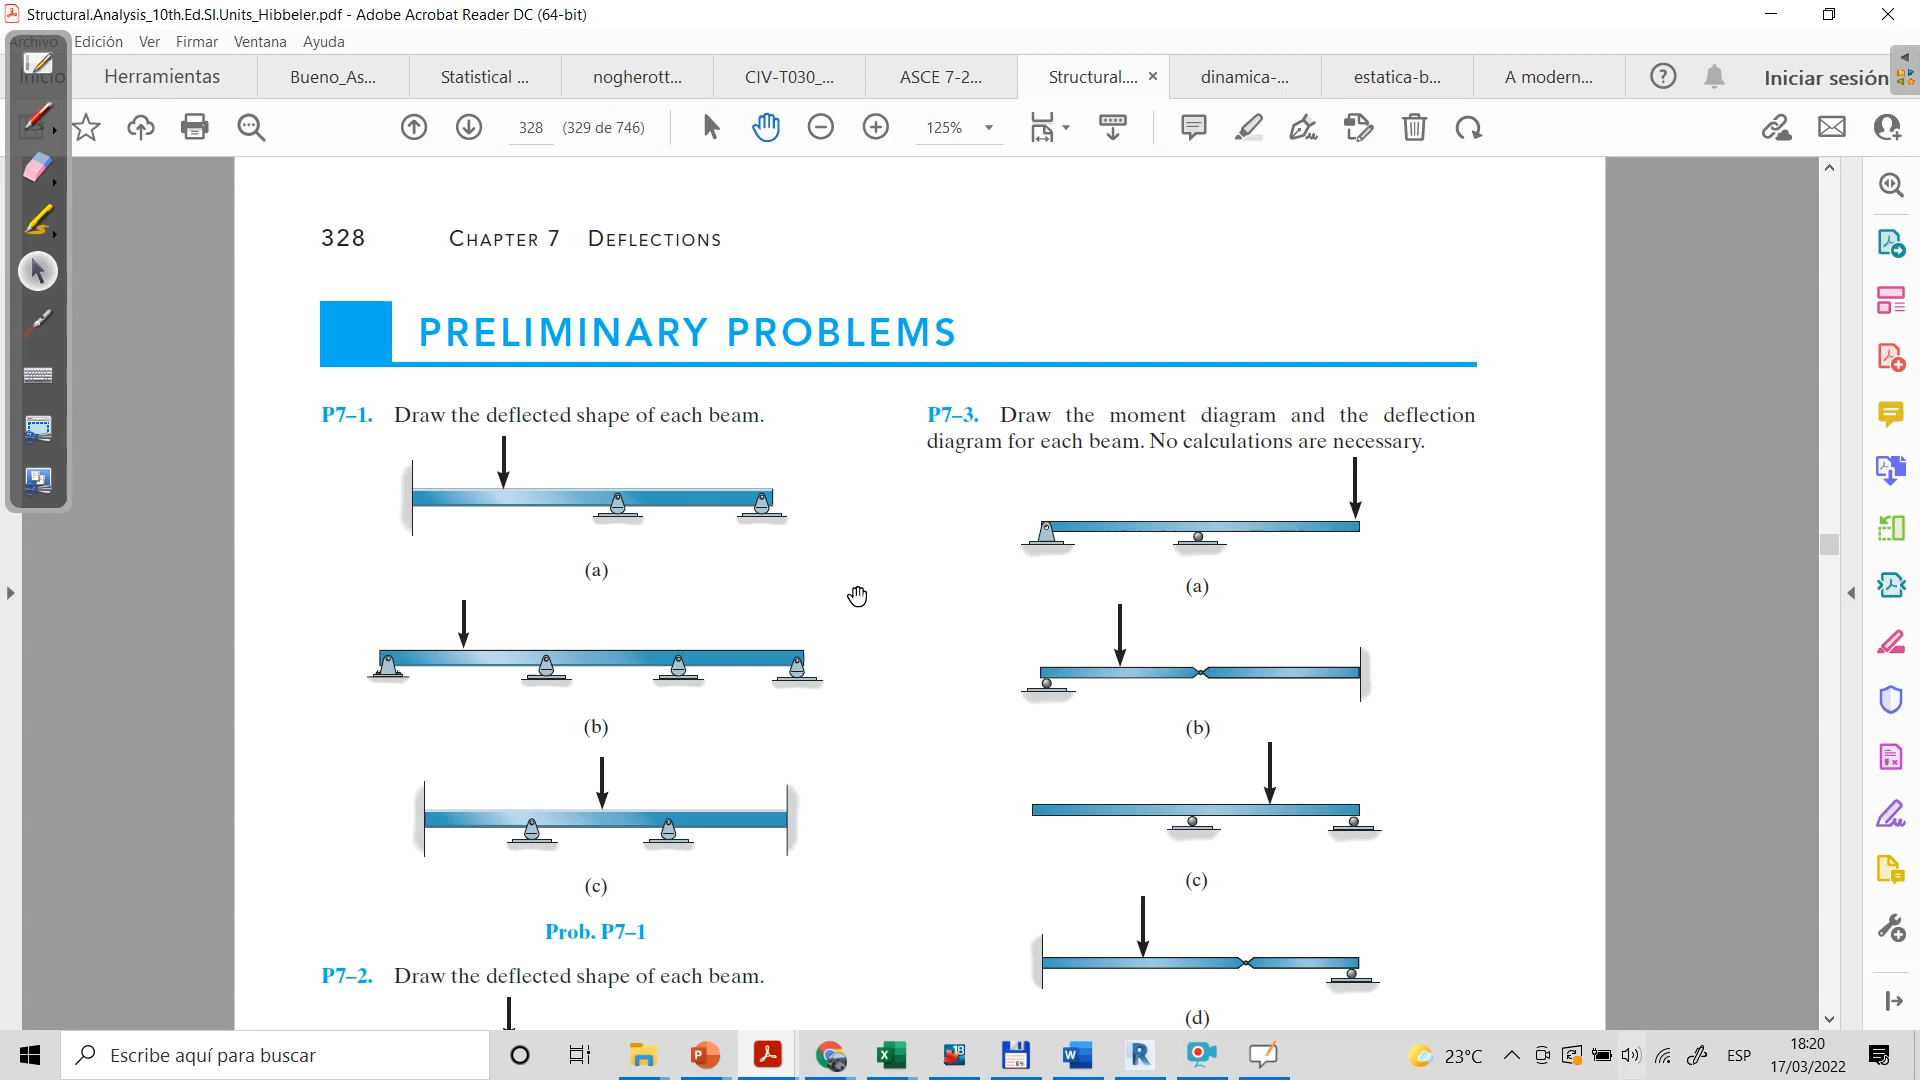 Structural.Analysis_10th.Ed.SI.Units_Hibbeler.pdf - Adobe Acrobat Reader DC (64-bit)
Archivo Edición Ver Firmar Ventana Ayuda
Inicio Herramientas Bueno_As... Statistical ... nogherott... CIV-T030_... ASCE 7-2... Structural.... × dinamica-... estatica-b... A modern... Iniciar sesión
328 (329 de 746) 125%
328 CHAPTER 7 DEFLECTIONS
PRELIMINARY PROBLEMS
P7–1. Draw the deflected shape of each beam.
(a)
(b)
(c)
Prob. P7–1
P7–2. Draw the deflected shape of each beam.
P7–3. Draw the moment diagram and the deflection
diagram for each beam. No calculations are necessary.
(a)
(b)
(c)
(d)
Escribe aquí para buscar
18
23°C
ESP
18:20
17/03/2022